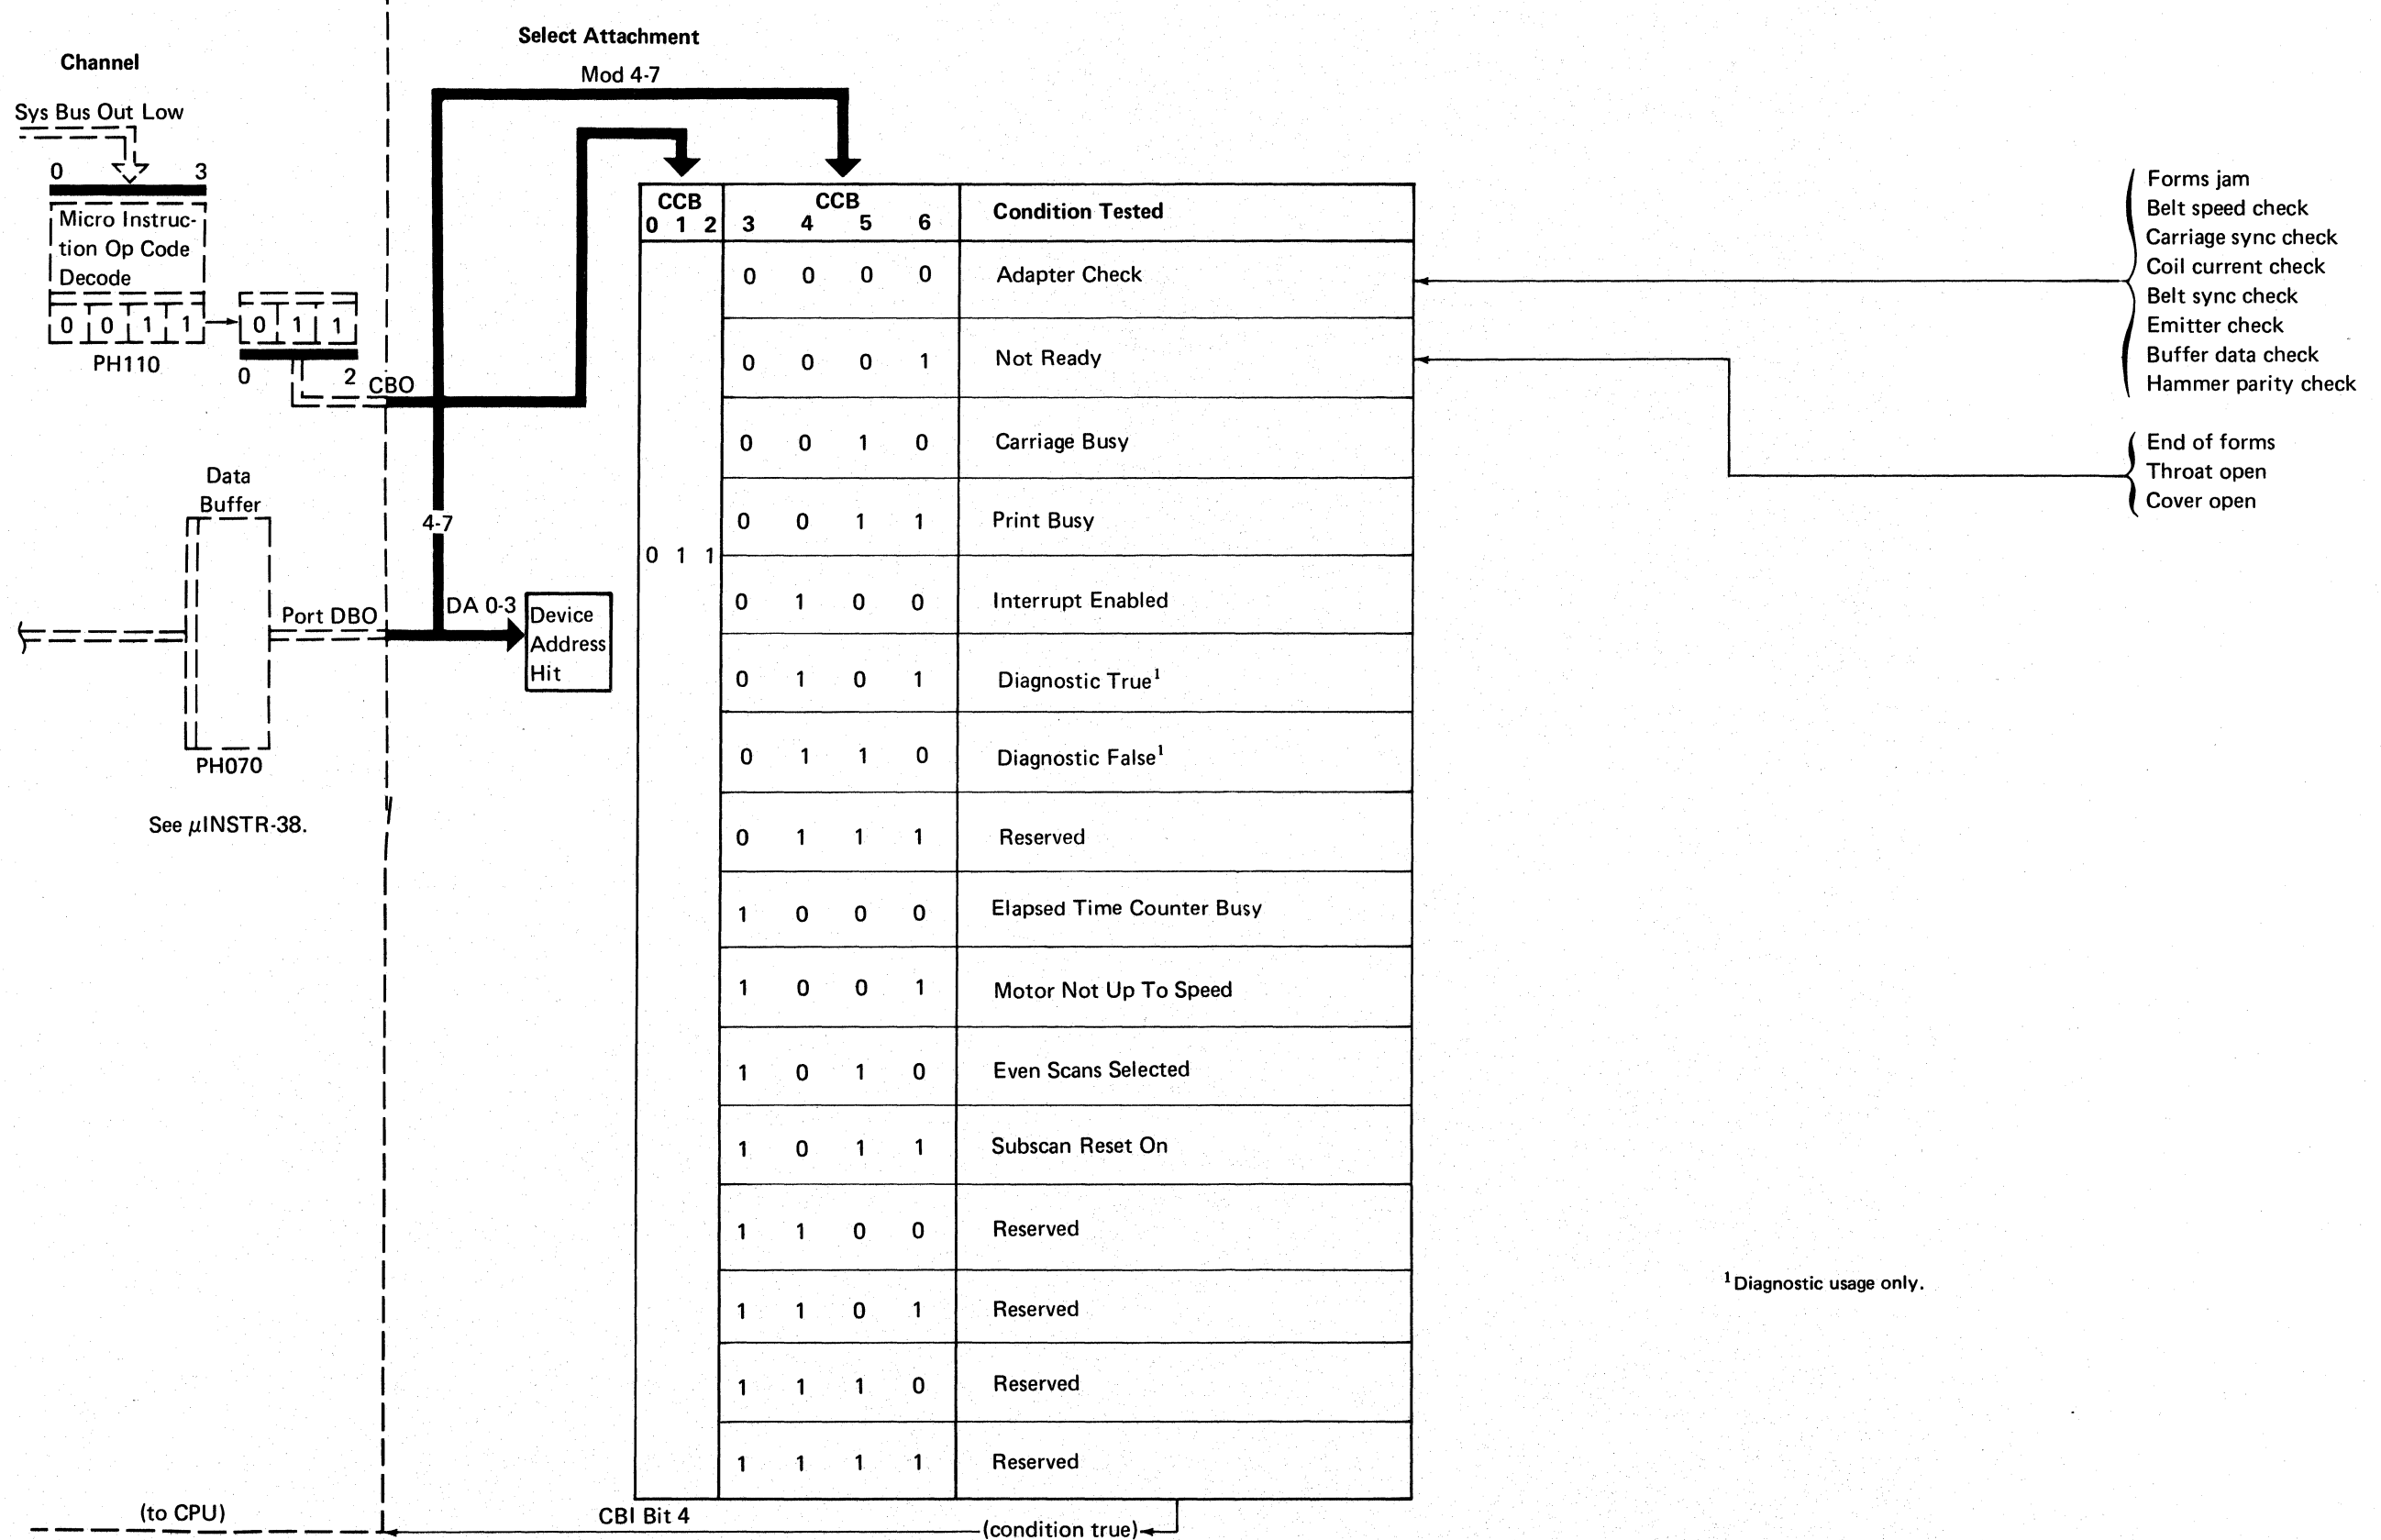 Select Attachment
Channel
Mod 4-7
Sys Bus Out Low
0 3
Micro Instruc-
tion Op Code
Decode
0 0 1 1
0 1 1
PH110
0 2
CBO
Data
Buffer
4-7
Port DBO
DA 0-3
Device
Address
Hit
PH070
See μINSTR-38.
CCB CCB
0 1 2 3 4 5 6 Condition Tested
0 0 0 0 Adapter Check
0 0 0 1 Not Ready
0 0 1 0 Carriage Busy
0 0 1 1 Print Busy
0 1 1
0 1 0 0 Interrupt Enabled
0 1 0 1 Diagnostic True¹
0 1 1 0 Diagnostic False¹
0 1 1 1 Reserved
1 0 0 0 Elapsed Time Counter Busy
1 0 0 1 Motor Not Up To Speed
1 0 1 0 Even Scans Selected
1 0 1 1 Subscan Reset On
1 1 0 0 Reserved
1 1 0 1 Reserved
1 1 1 0 Reserved
1 1 1 1 Reserved
Forms jam
Belt speed check
Carriage sync check
Coil current check
Belt sync check
Emitter check
Buffer data check
Hammer parity check
End of forms
Throat open
Cover open
¹Diagnostic usage only.
(to CPU)
CBI Bit 4
(condition true)